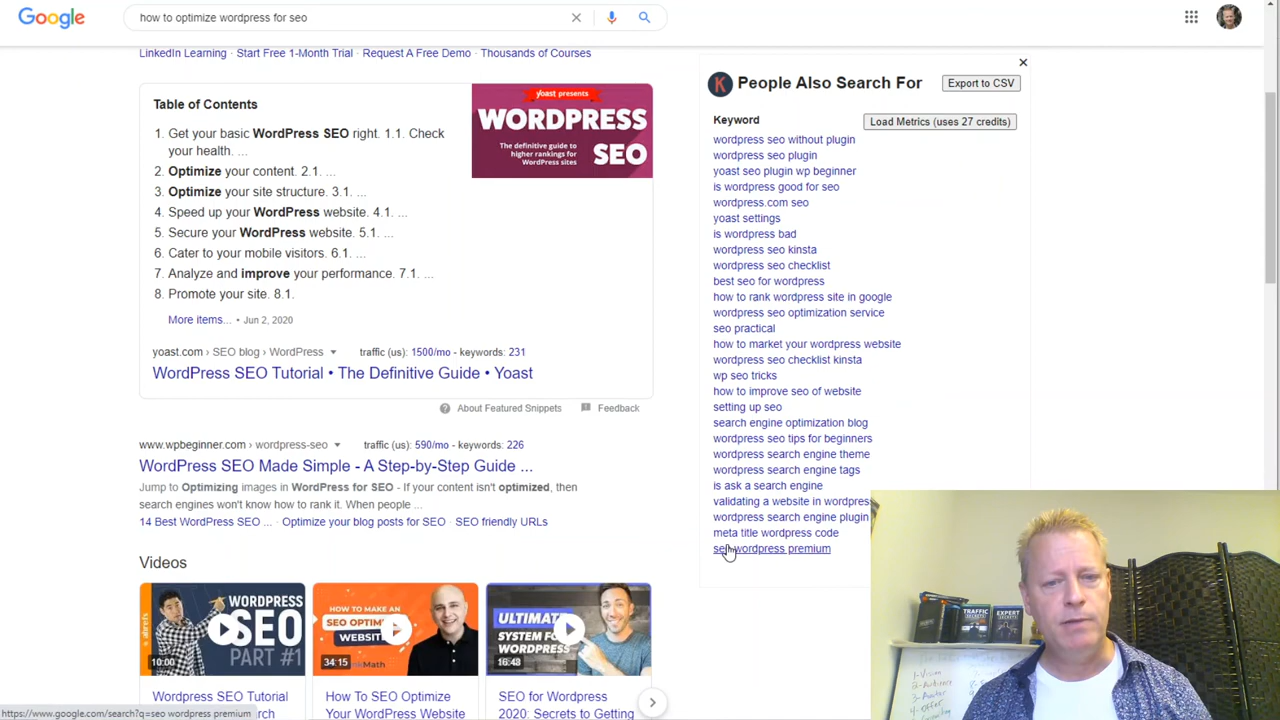 Google
how to optimize wordpress for seo
LinkedIn Learning · Start Free 1-Month Trial · Request A Free Demo · Thousands of Courses
Table of Contents
1. Get your basic WordPress SEO right. 1.1. Check
your health. ...
2. Optimize your content. 2.1. ...
3. Optimize your site structure. 3.1. ...
4. Speed up your WordPress website. 4.1. ...
5. Secure your WordPress website. 5.1. ...
6. Cater to your mobile visitors. 6.1. ...
7. Analyze and improve your performance. 7.1. ...
8. Promote your site. 8.1.
More items... • Jun 2, 2020
yoast presents
WORDPRESS
The definitive guide to
higher rankings for
WordPress sites
SEO
yoast.com › SEO blog › WordPress traffic (us): 1500/mo - keywords: 231
WordPress SEO Tutorial • The Definitive Guide • Yoast
About Featured Snippets
Feedback
www.wpbeginner.com › wordpress-seo traffic (us): 590/mo - keywords: 226
WordPress SEO Made Simple - A Step-by-Step Guide ...
Jump to Optimizing images in WordPress for SEO - If your content isn't optimized, then
search engines won't know how to rank it. When people ...
14 Best WordPress SEO ... · Optimize your blog posts for SEO · SEO friendly URLs
Videos
ahrefs
WORDPRESS
SEO
PART #1
10:00
HOW TO MAKE AN
SEO OPTIMI
WEBSITE
nkMath
34:15
ULTIMAT
SYSTEM FO
WORDPRES
16:43
WordPress SEO Tutorial
How To SEO Optimize
Your WordPress Website
SEO for WordPress
2020: Secrets to Getting
https://www.google.com/search?q=seo wordpress premium
K
People Also Search For
Export to CSV
Keyword
Load Metrics (uses 27 credits)
wordpress seo without plugin
wordpress seo plugin
yoast seo plugin wp beginner
is wordpress good for seo
wordpress.com seo
yoast settings
is wordpress bad
wordpress seo kinsta
wordpress seo checklist
best seo for wordpress
how to rank wordpress site in google
wordpress seo optimization service
seo practical
how to market your wordpress website
wordpress seo checklist kinsta
wp seo tricks
how to improve seo of website
setting up seo
search engine optimization blog
wordpress seo tips for beginners
wordpress search engine theme
wordpress search engine tags
is ask a search engine
validating a website in wordpres
wordpress search engine plugin
meta title wordpress code
seo wordpress premium
TRAFFIC
SECRETS
EXPERT
SECRETS
1-Vision
2-Audience
3-Avatar
4-Offer